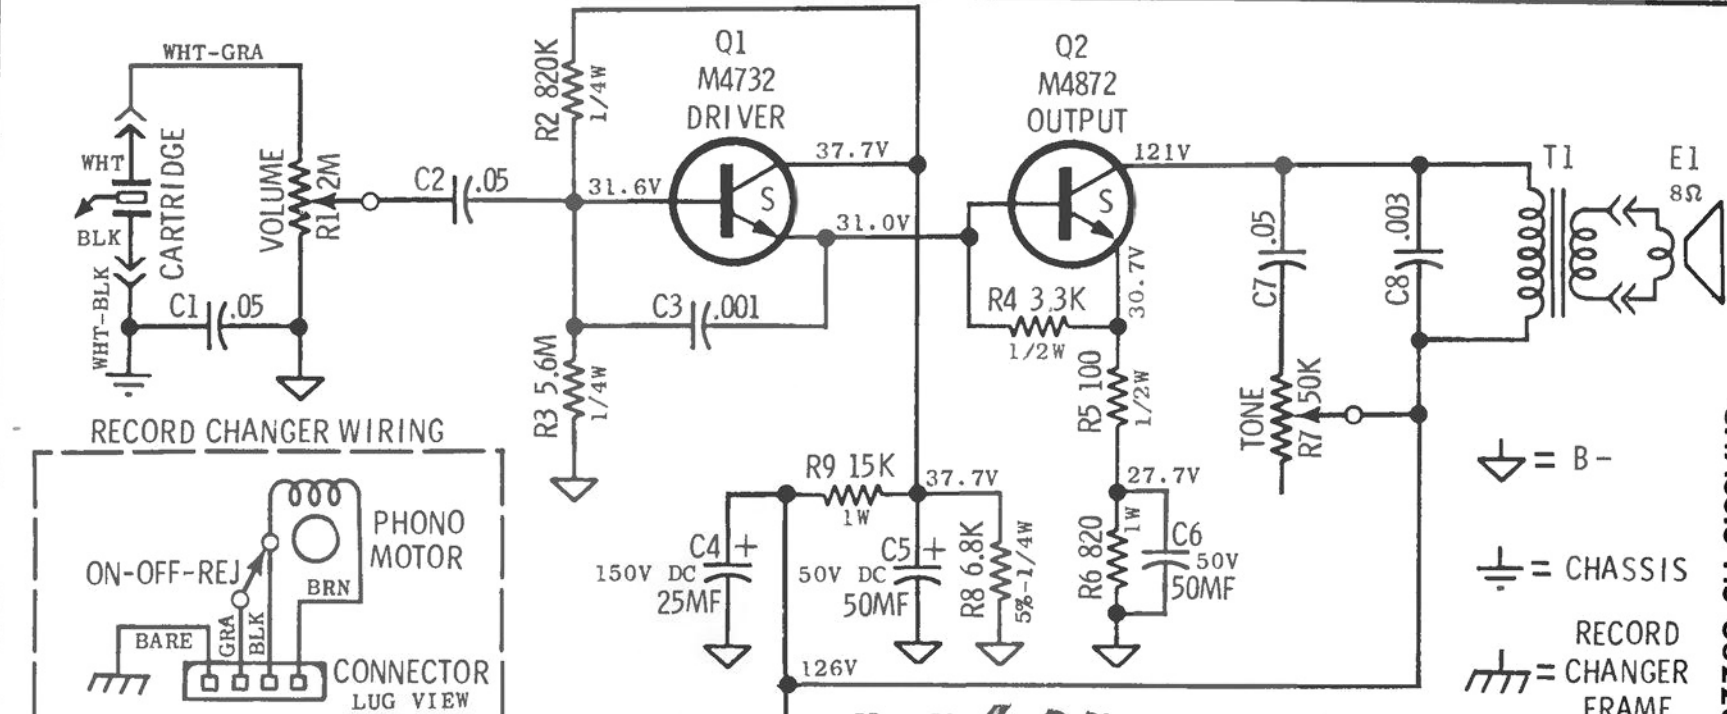 WHT-GRA
WHT
BLK
WHT-BLK
CARTRIDGE
C1
.05
VOLUME
R1 2M
C2
.05
R2 820K
1/4W
31.6V
Q1
M4732
DRIVER
S
37.7V
31.0V
C3
.001
R3 5.6M
1/4W
Q2
M4872
OUTPUT
S
121V
30.7V
R4 3.3K
1/2W
R5 100
1/2W
27.7V
R6 820
1W
C6
50V
50MF
C7
.05
C8
.003
T1
E1
8Ω
TONE
R7 50K
R9 15K
1W
37.7V
C4
+
150V DC
25MF
C5
+
50V DC
50MF
R8 6.8K
5%-1/4W
126V
RECORD CHANGER WIRING
PHONO
MOTOR
ON-OFF-REJ
BRN
BARE
GRA
BLK
CONNECTOR
LUG VIEW
= B-
= CHASSIS
RECORD
= CHANGER
FRAME